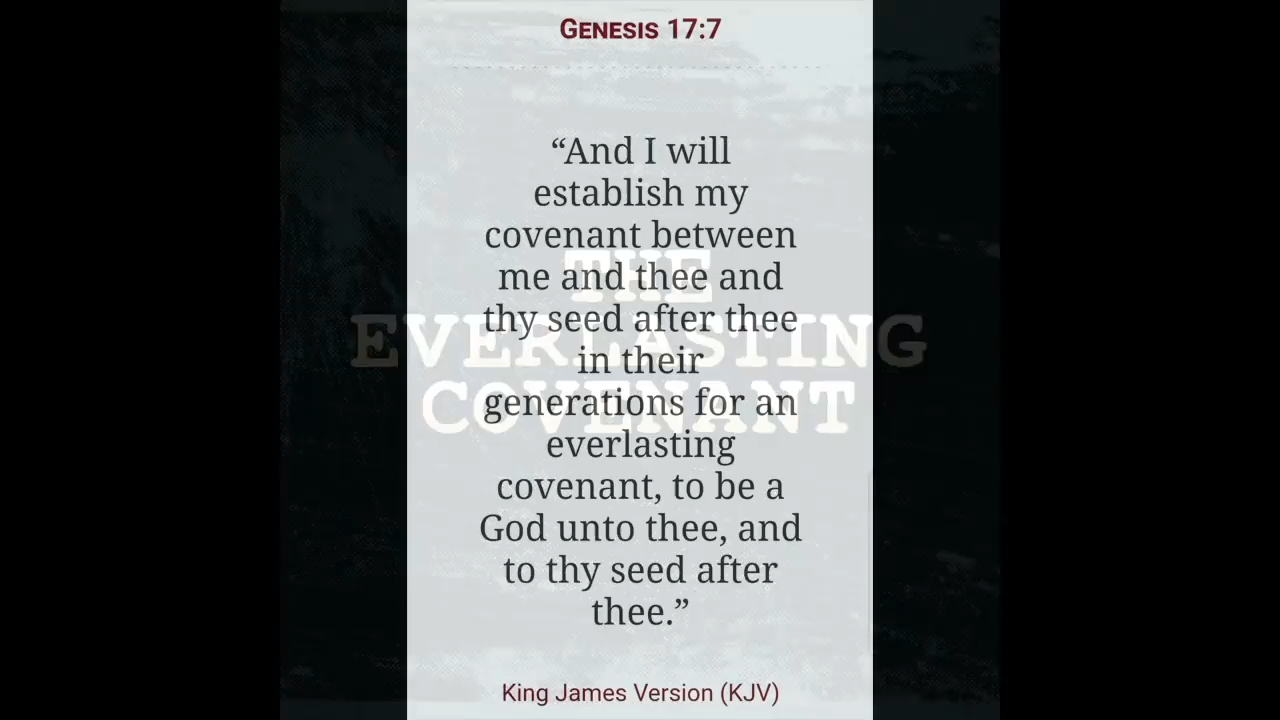 Genesis 17:7
“And I will
establish my
covenant between
me and thee and
thy seed after thee
in their
generations for an
everlasting
covenant, to be a
God unto thee, and
to thy seed after
thee.”
THE
EVERLASTING
COVENANT
King James Version (KJV)